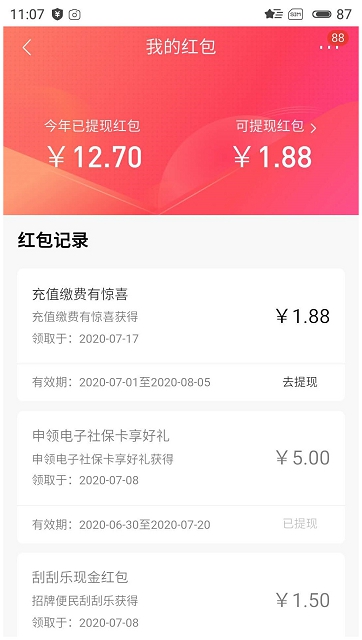 11:07
SIM
87
我的红包
88
今年已提现红包
可提现红包
￥12.70
￥1.88
红包记录
充值缴费有惊喜
充值缴费有惊喜获得
￥1.88
领取于：2020-07-17
有效期：2020-07-01至2020-08-05
去提现
申领电子社保卡享好礼
申领电子社保卡享好礼获得
￥5.00
领取于：2020-07-08
有效期：2020-06-30至2020-07-20
已提现
刮刮乐现金红包
招牌便民刮刮乐获得
￥1.50
领取于：2020-07-08